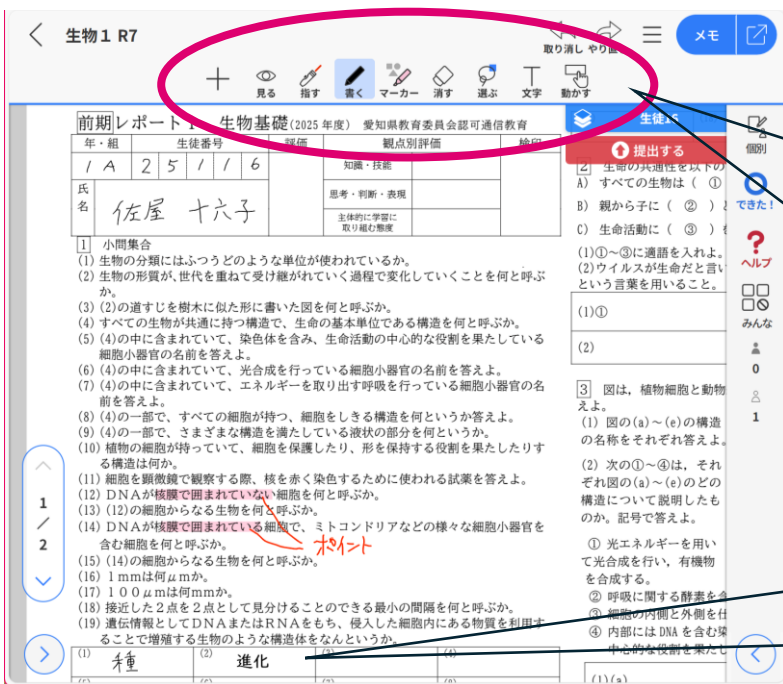 生物1 R7
取り消し やり直
メモ
見る 指す 書く マーカー 消す 選ぶ 文字 動かす
前期レポート1 生物基礎(2025年度) 愛知県教育委員会認可通信教育
年・組 生徒番号 評価 観点別評価 検印
1A 2 5 1 1 6
知識・技能
氏名 佐屋 十六子
思考・判断・表現
主体的に学習に
取り組む態度
1 小問集合
(1) 生物の分類にはふつうどのような単位が使われているか。
(2) 生物の形質が、世代を重ねて受け継がれていく過程で変化していくことを何と呼ぶ
か。
(3) (2)の道すじを樹木に似た形に書いた図を何と呼ぶか。
(4) すべての生物が共通に持つ構造で、生命の基本単位である構造を何と呼ぶか。
(5) (4)の中に含まれていて、染色体を含み、生命活動の中心的な役割を果たしている
細胞小器官の名前を答えよ。
(6) (4)の中に含まれていて、光合成を行っている細胞小器官の名前を答えよ。
(7) (4)の中に含まれていて、エネルギーを取り出す呼吸を行っている細胞小器官の名
前を答えよ。
(8) (4)の一部で、すべての細胞が持つ、細胞をしきる構造を何というか答えよ。
(9) (4)の一部で、さまざまな構造を満たしている液状の部分を何というか。
(10) 植物の細胞が持っていて、細胞を保護したり、形を保持する役割を果たしたりす
る構造は何か。
(11) 細胞を顕微鏡で観察する際、核を赤く染色するために使われる試薬を答えよ。
(12) DNAが核膜で囲まれていない細胞を何と呼ぶか。
(13) (12)の細胞からなる生物を何と呼ぶか。
(14) DNAが核膜で囲まれている細胞で、ミトコンドリアなどの様々な細胞小器官を
含む細胞を何と呼ぶか。
ポイント
(15) (14)の細胞からなる生物を何と呼ぶか。
(16) 1mmは何μmか。
(17) 100μmは何mmか。
(18) 接近した2点を2点として見分けることのできる最小の間隔を何と呼ぶか。
(19) 遺伝情報としてDNAまたはRNAをもち、侵入した細胞内にある物質を利用す
ることで増殖する生物のような構造体をなんというか。
(1) 種 (2) 進化
生徒16
提出する
2 生命の共通性を以下の
A) すべての生物は( ①
B) 親から子に( ② )
C) 生命活動に( ③ )
(1)①～③に適語を入れよ。
(2)ウイルスが生命だと言い
という言葉を用いること。
(1)①
(2)
3 図は、植物細胞と動物
えよ。
(1) 図の(a)～(e)の構造
の名称をそれぞれ答えよ。
(2) 次の①～④は、それ
ぞれ図の(a)～(e)のどの
構造について説明したも
のか。記号で答えよ。
① 光エネルギーを用い
て光合成を行い、有機物
を合成する。
② 呼吸に関する酵素を含
③ 細胞の内側と外側を仕
④ 内部にはDNAを含む染
中心的な役割を果たし
(1)(a)
個別
できた!
ヘルプ
みんな
0
1
1
/
2